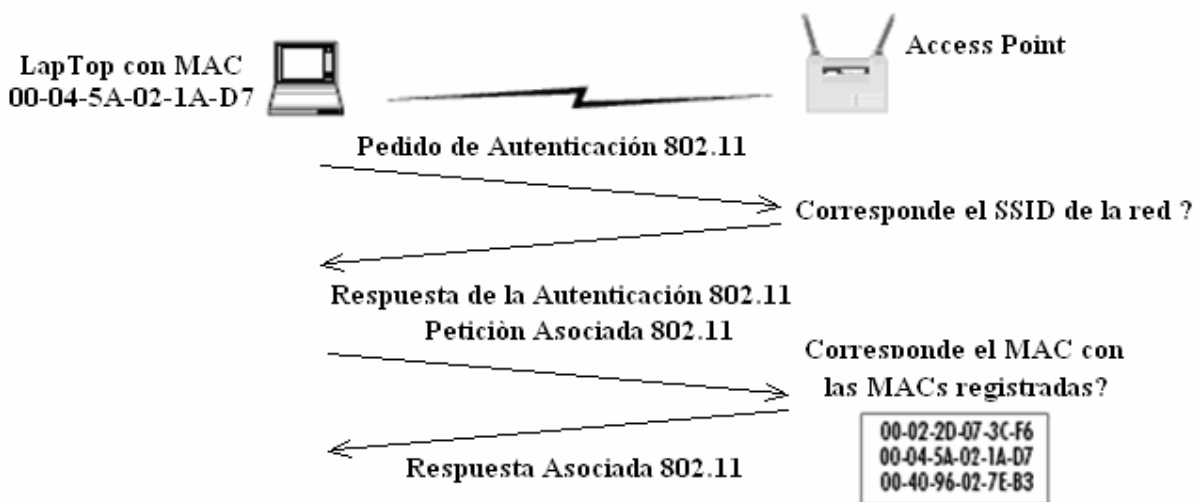 LapTop con MAC
00-04-5A-02-1A-D7
Access Point
Pedido de Autenticación 802.11
Corresponde el SSID de la red ?
Respuesta de la Autenticación 802.11
Peticiòn Asociada 802.11
Corresponde el MAC con
las MACs registradas?
00-02-2D-07-3C-F6
00-04-5A-02-1A-D7
00-40-96-02-7E-B3
Respuesta Asociada 802.11